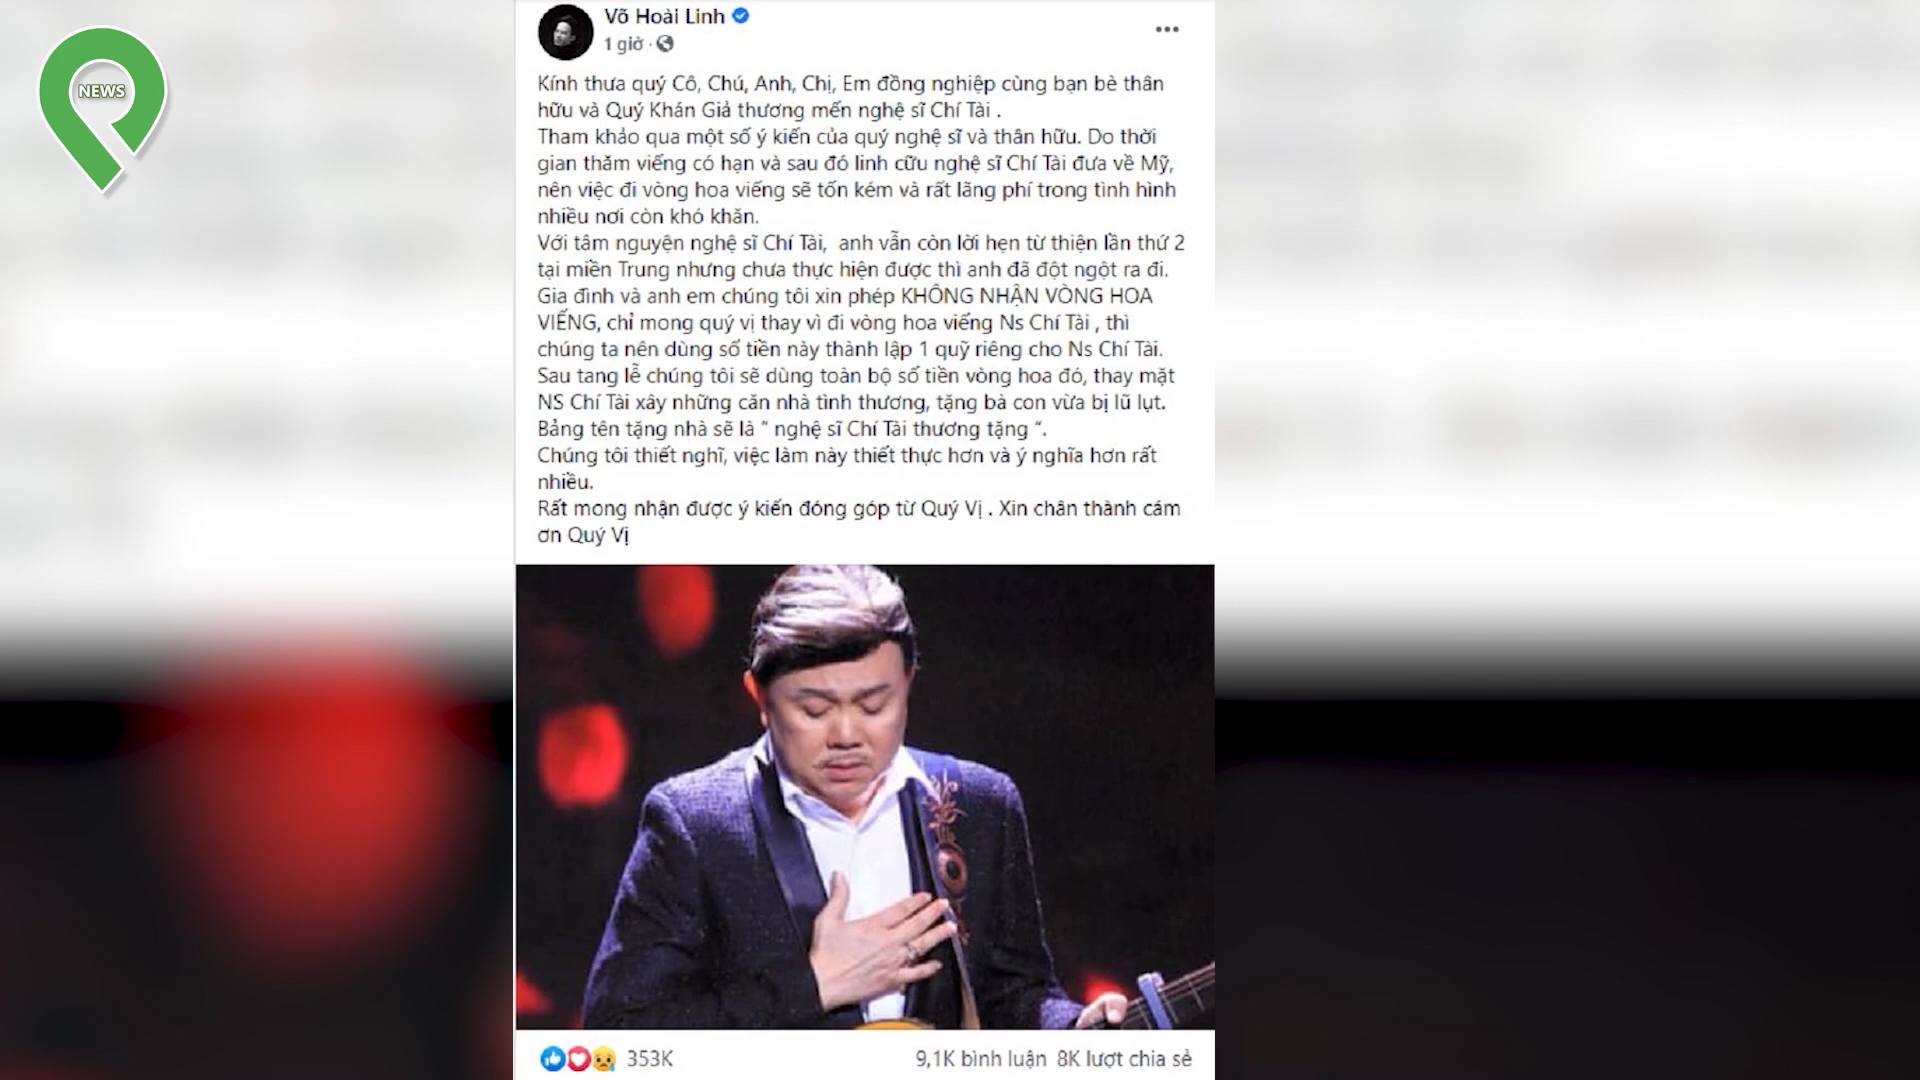 NEWS
Võ Hoài Linh
1 giờ ·
Kính thưa quý Cô, Chú, Anh, Chị, Em đồng nghiệp cùng bạn bè thân
hữu và Quý Khán Giả thương mến nghệ sĩ Chí Tài .
Tham khảo qua một số ý kiến của quý nghệ sĩ và thân hữu. Do thời
gian thăm viếng có hạn và sau đó linh cữu nghệ sĩ Chí Tài đưa về Mỹ,
nên việc đi vòng hoa viếng sẽ tốn kém và rất lãng phí trong tình hình
nhiều nơi còn khó khăn.
Với tâm nguyện nghệ sĩ Chí Tài,  anh vẫn còn lời hẹn từ thiện lần thứ 2
tại miền Trung nhưng chưa thực hiện được thì anh đã đột ngột ra đi.
Gia đình và anh em chúng tôi xin phép KHÔNG NHẬN VÒNG HOA
VIẾNG, chỉ mong quý vị thay vì đi vòng hoa viếng Ns Chí Tài , thì
chúng ta nên dùng số tiền này thành lập 1 quỹ riêng cho Ns Chí Tài.
Sau tang lễ chúng tôi sẽ dùng toàn bộ số tiền vòng hoa đó, thay mặt
NS Chí Tài xây những căn nhà tình thương, tặng bà con vừa bị lũ lụt.
Bảng tên tặng nhà sẽ là “ nghệ sĩ Chí Tài thương tặng “.
Chúng tôi thiết nghĩ, việc làm này thiết thực hơn và ý nghĩa hơn rất
nhiều.
Rất mong nhận được ý kiến đóng góp từ Quý Vị . Xin chân thành cám
ơn Quý Vị
353K
9,1K bình luận 8K lượt chia sẻ